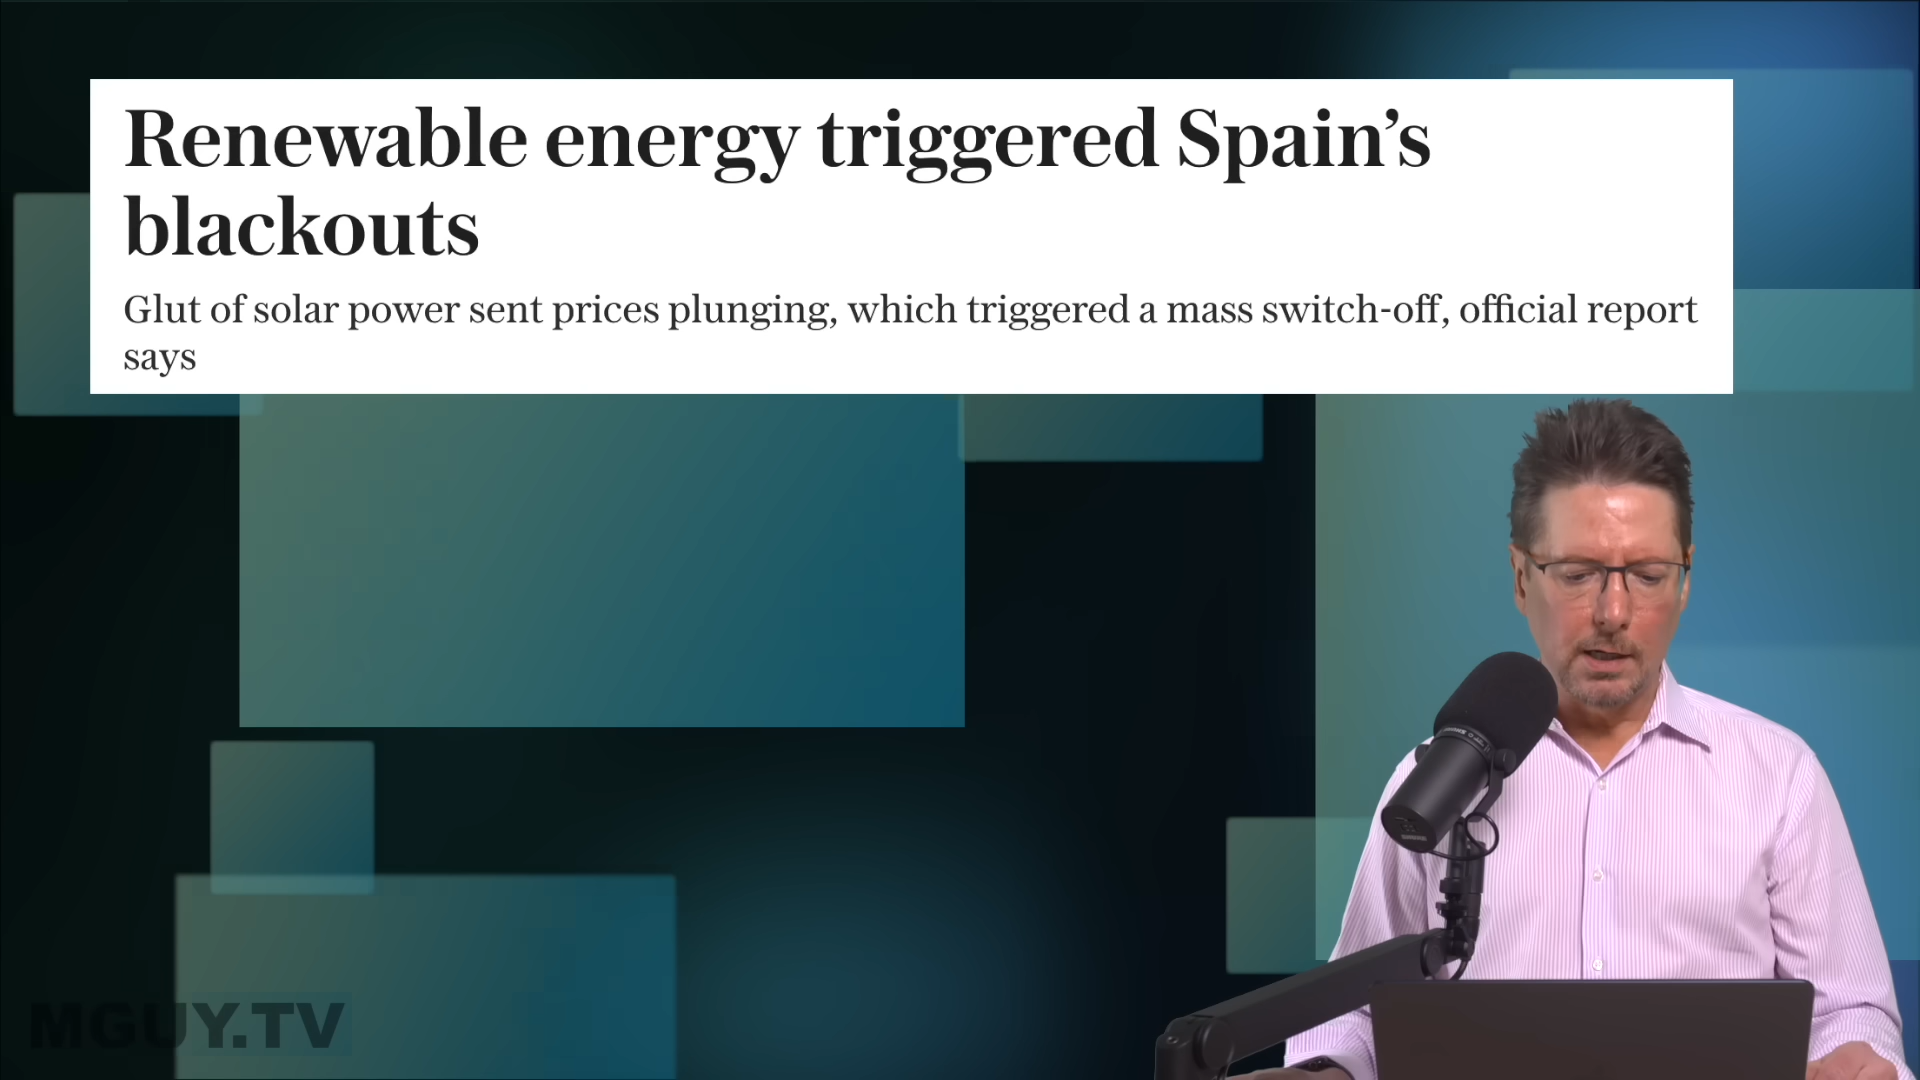 Renewable energy triggered Spain’s
blackouts
Glut of solar power sent prices plunging, which triggered a mass switch-off, official report
says
MGUY.TV